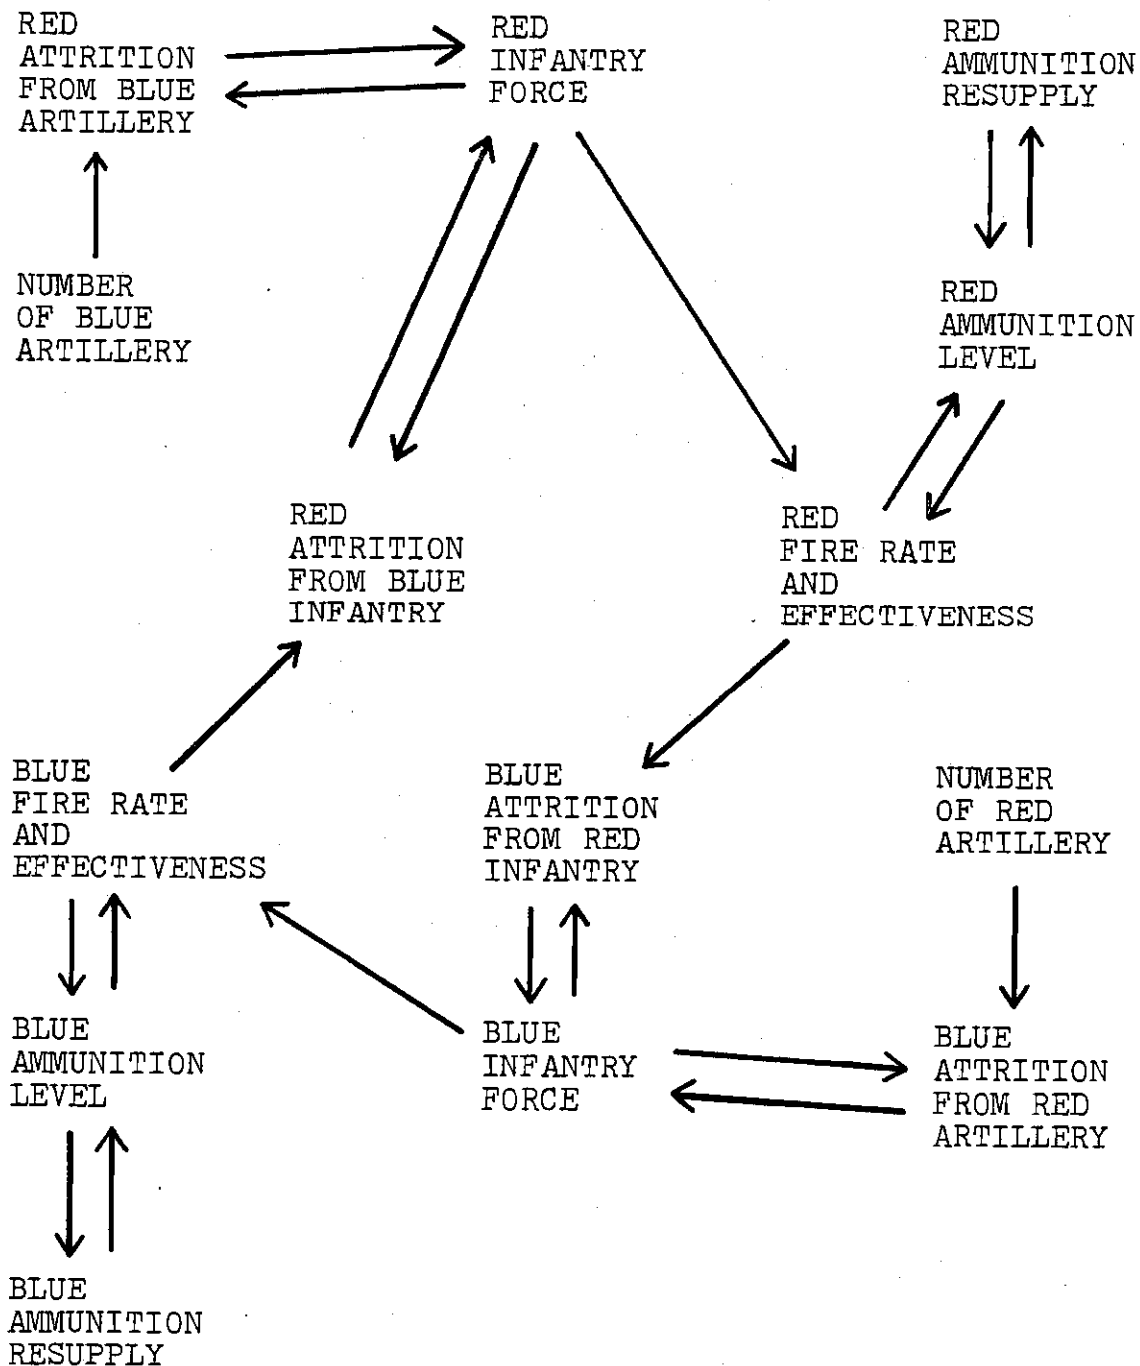 RED
ATTRITION
FROM BLUE
ARTILLERY
RED
INFANTRY
FORCE
RED
AMMUNITION
RESUPPLY
NUMBER
OF BLUE
ARTILLERY
RED
AMMUNITION
LEVEL
RED
ATTRITION
FROM BLUE
INFANTRY
RED
FIRE RATE
AND
EFFECTIVENESS
BLUE
FIRE RATE
AND
EFFECTIVENESS
BLUE
ATTRITION
FROM RED
INFANTRY
NUMBER
OF RED
ARTILLERY
BLUE
AMMUNITION
LEVEL
BLUE
INFANTRY
FORCE
BLUE
ATTRITION
FROM RED
ARTILLERY
BLUE
AMMUNITION
RESUPPLY